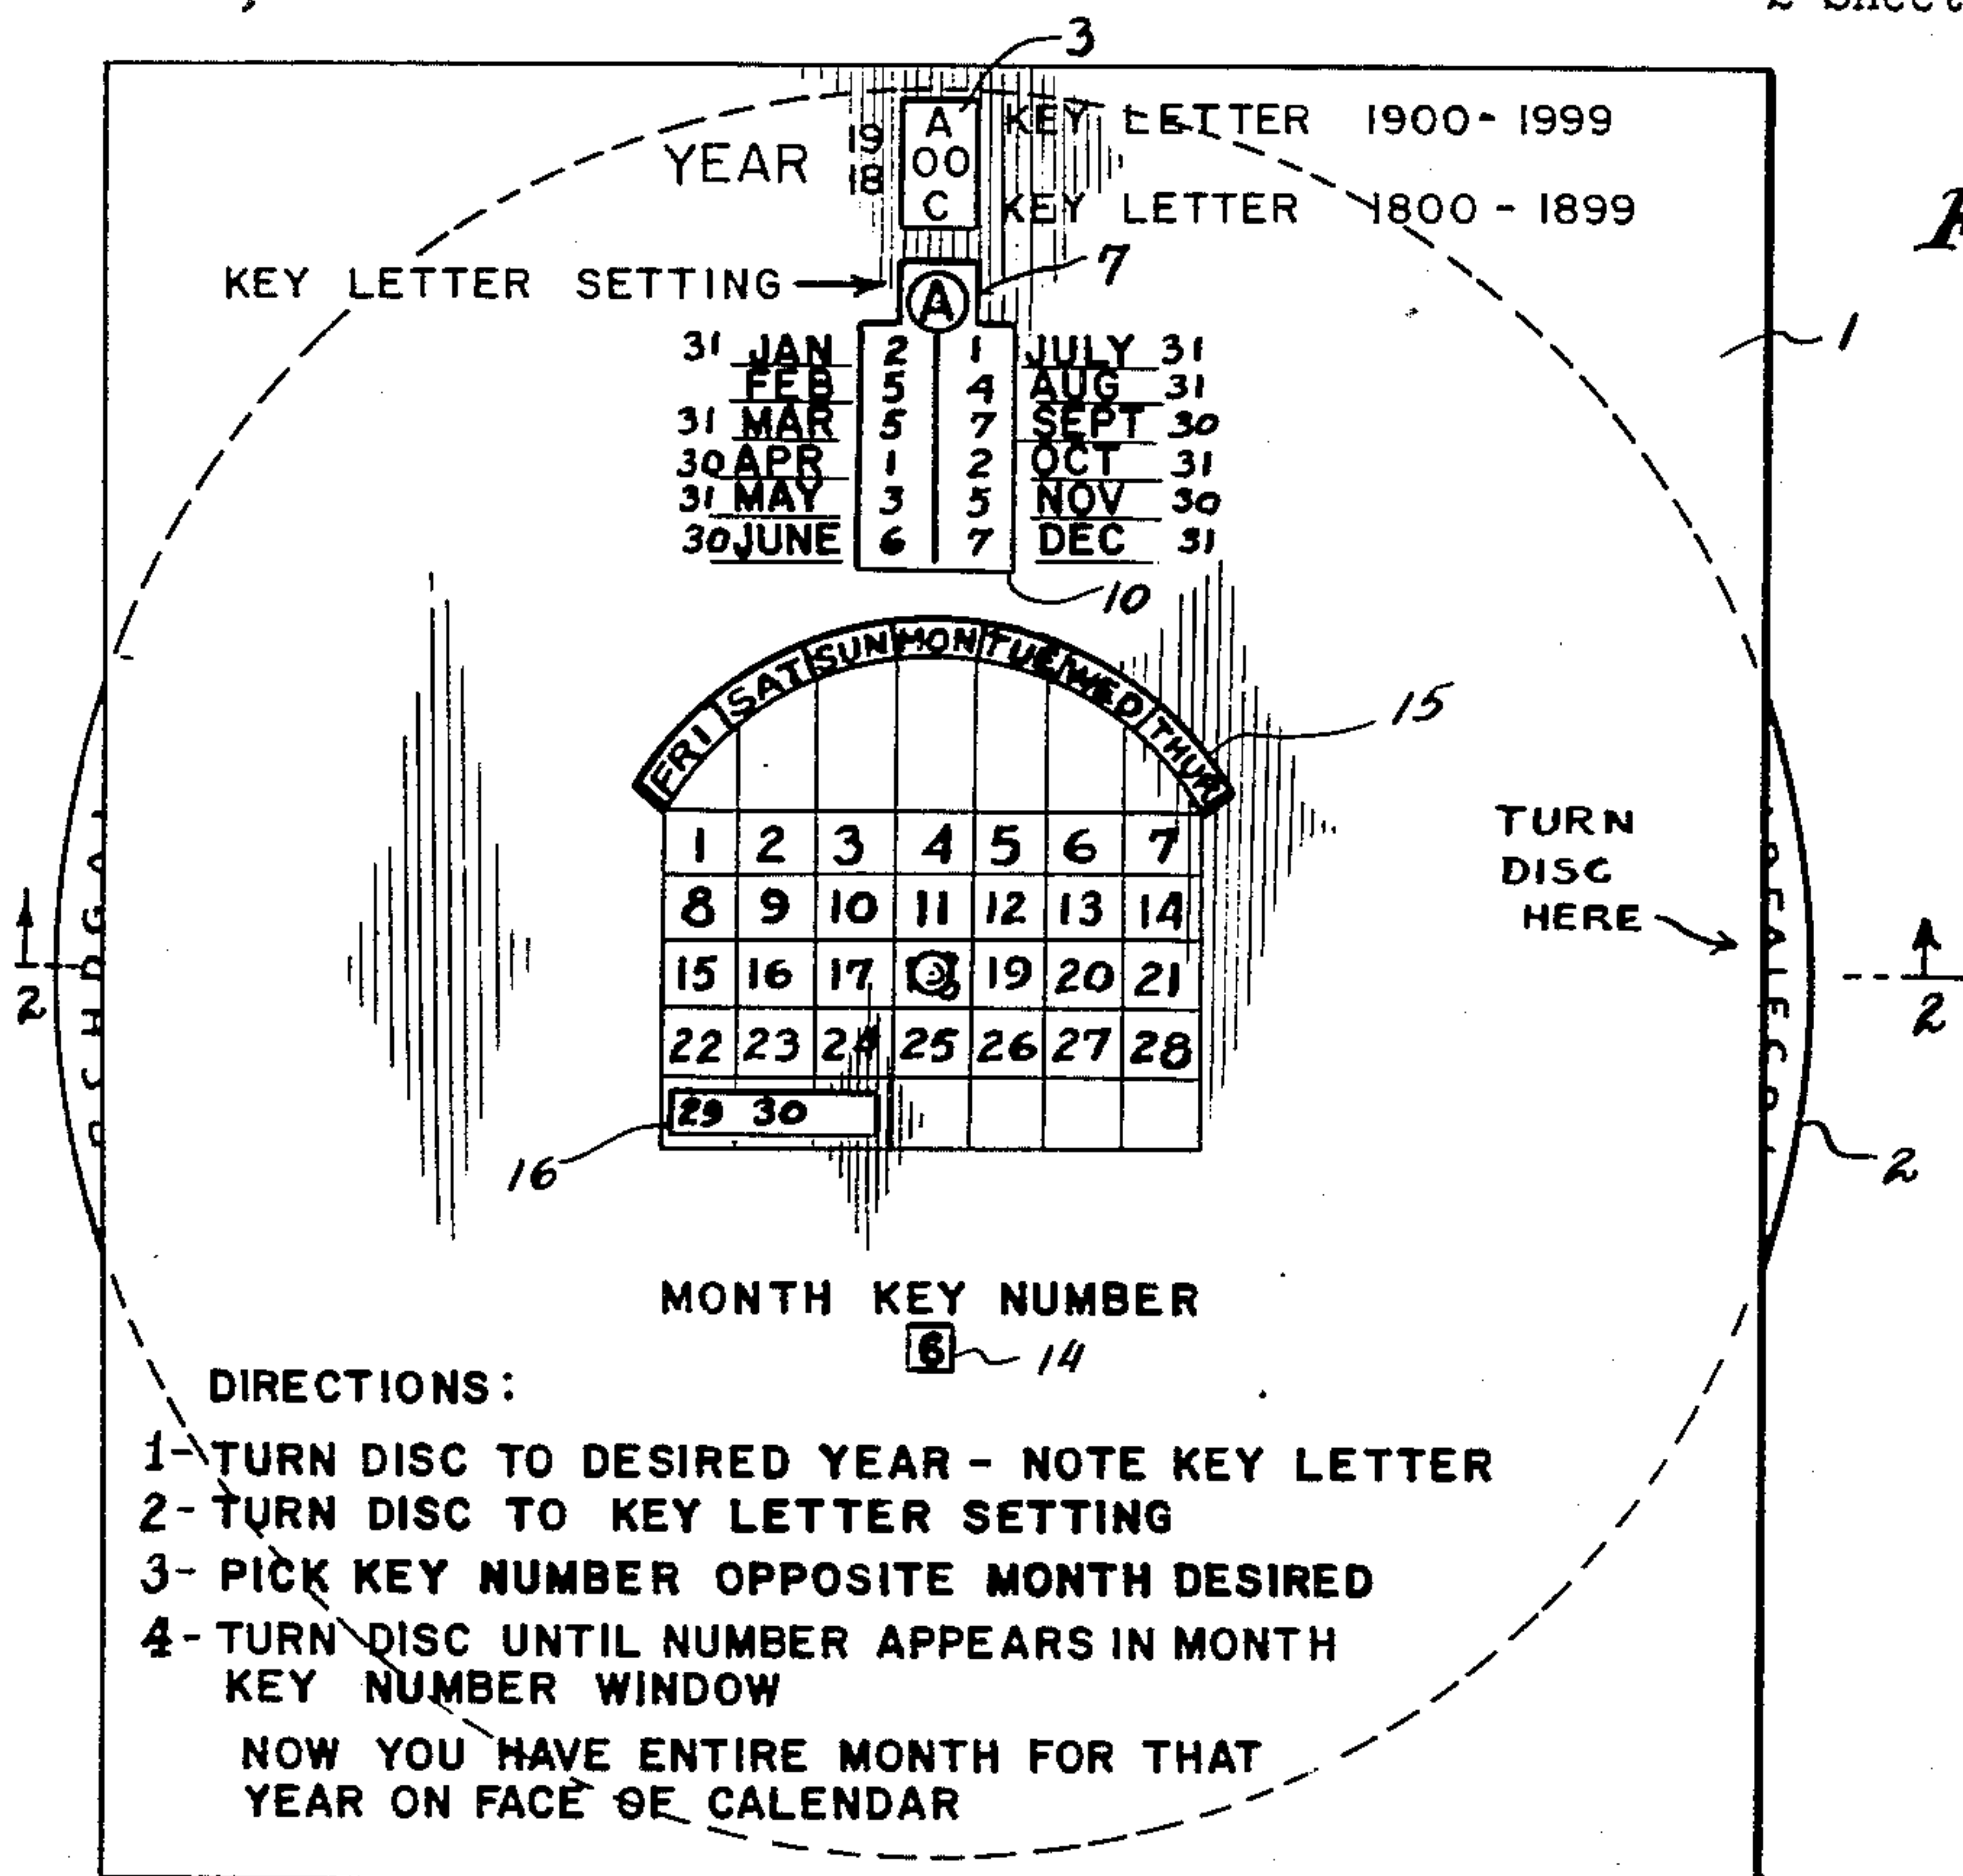 2
3
A KEY LETTER 1900-1999
YEAR 19 00
18
C KEY LETTER 1800-1899
7
KEY LETTER SETTING A
1
31 JAN 2 1 JULY 31
FEB 5 4 AUG 31
31 MAR 5 7 SEPT 30
30 APR 1 2 OCT 31
31 MAY 3 5 NOV 30
30 JUNE 6 7 DEC 31
10
FRI SAT SUN MON TUE WED THUR
15
TURN
DISC
HERE
1 2 3 4 5 6 7
8 9 10 11 12 13 14
15 16 17 19 20 21
2 2
22 23 24 25 26 27 28
29 30
16
2
MONTH KEY NUMBER
6 14
DIRECTIONS:
1- TURN DISC TO DESIRED YEAR - NOTE KEY LETTER
2- TURN DISC TO KEY LETTER SETTING
3- PICK KEY NUMBER OPPOSITE MONTH DESIRED
4- TURN DISC UNTIL NUMBER APPEARS IN MONTH
KEY NUMBER WINDOW
NOW YOU HAVE ENTIRE MONTH FOR THAT
YEAR ON FACE OF CALENDAR